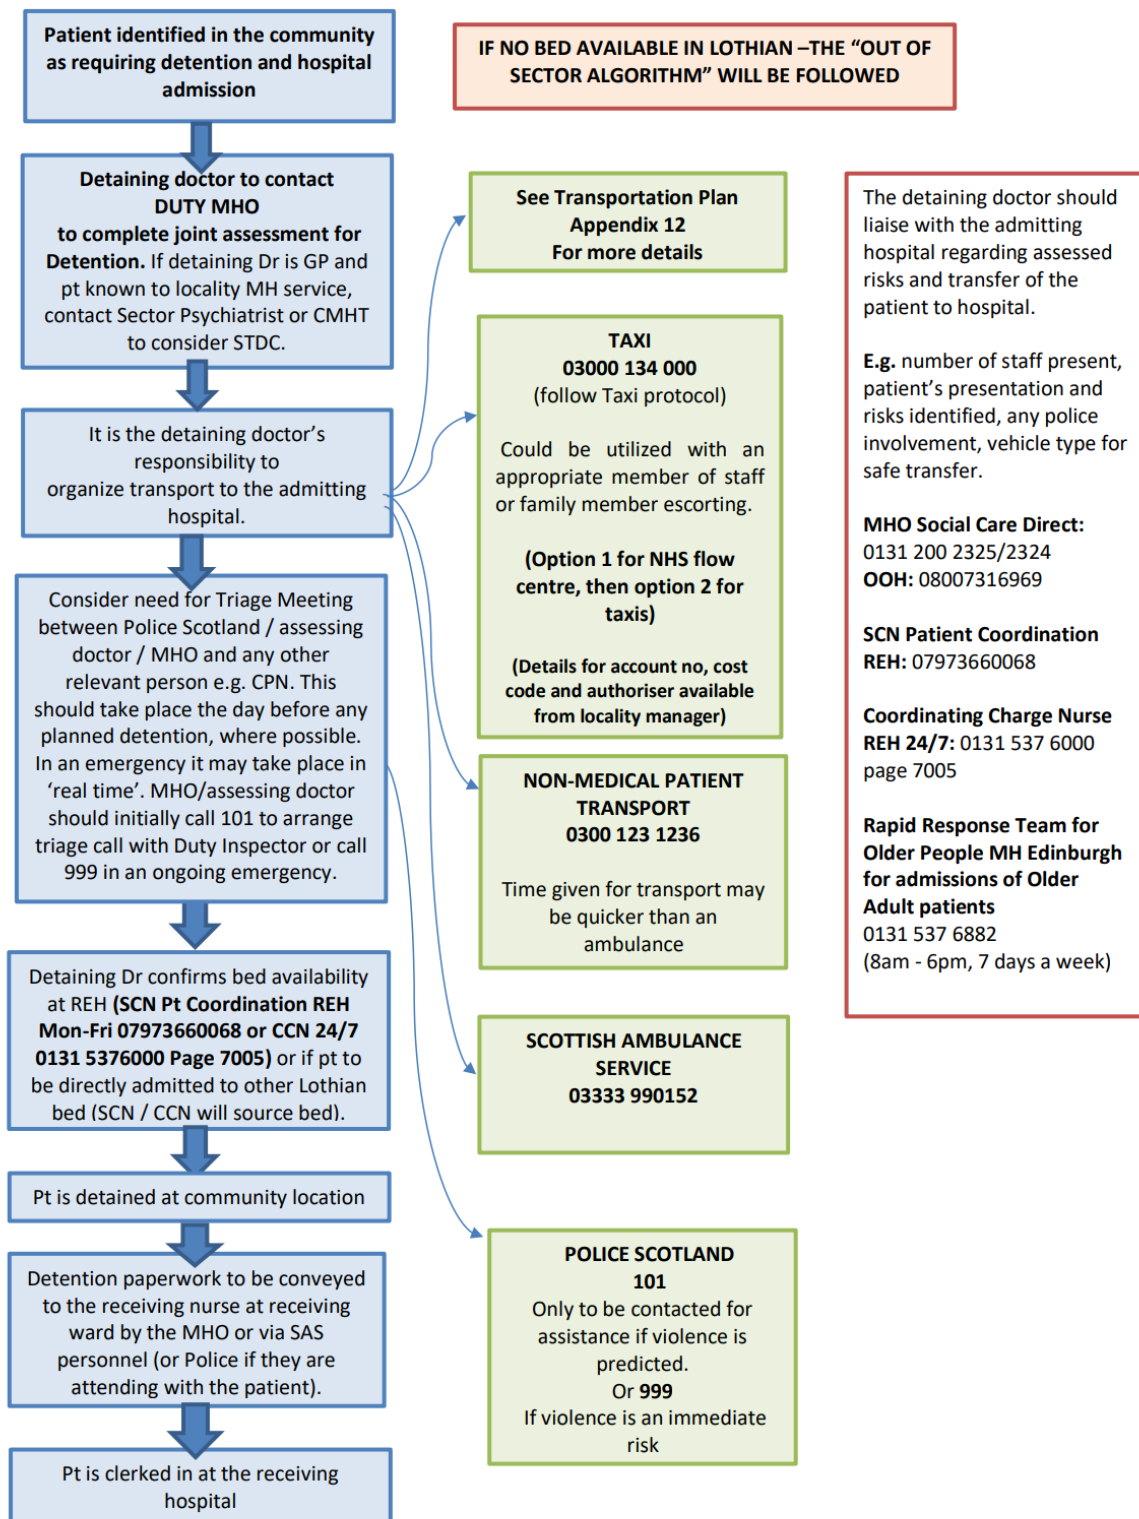 Patient identified in the community
as requiring detention and hospital
admission
IF NO BED AVAILABLE IN LOTHIAN –THE “OUT OF
SECTOR ALGORITHM” WILL BE FOLLOWED
Detaining doctor to contact
DUTY MHO
to complete joint assessment for
Detention. If detaining Dr is GP and
pt known to locality MH service,
contact Sector Psychiatrist or CMHT
to consider STDC.
It is the detaining doctor’s
responsibility to
organize transport to the admitting
hospital.
Consider need for Triage Meeting
between Police Scotland / assessing
doctor / MHO and any other
relevant person e.g. CPN. This
should take place the day before any
planned detention, where possible.
In an emergency it may take place in
‘real time’. MHO/assessing doctor
should initially call 101 to arrange
triage call with Duty Inspector or call
999 in an ongoing emergency.
Detaining Dr confirms bed availability
at REH (SCN Pt Coordination REH
Mon-Fri 07973660068 or CCN 24/7
0131 5376000 Page 7005) or if pt to
be directly admitted to other Lothian
bed (SCN / CCN will source bed).
Pt is detained at community location
Detention paperwork to be conveyed
to the receiving nurse at receiving
ward by the MHO or via SAS
personnel (or Police if they are
attending with the patient).
Pt is clerked in at the receiving
hospital
See Transportation Plan
Appendix 12
For more details
TAXI
03000 134 000
(follow Taxi protocol)
Could be utilized with an
appropriate member of staff
or family member escorting.
(Option 1 for NHS flow
centre, then option 2 for
taxis)
(Details for account no, cost
code and authoriser available
from locality manager)
NON-MEDICAL PATIENT
TRANSPORT
0300 123 1236
Time given for transport may
be quicker than an
ambulance
SCOTTISH AMBULANCE
SERVICE
03333 990152
POLICE SCOTLAND
101
Only to be contacted for
assistance if violence is
predicted.
Or 999
If violence is an immediate
risk
The detaining doctor should
liaise with the admitting
hospital regarding assessed
risks and transfer of the
patient to hospital.
E.g. number of staff present,
patient’s presentation and
risks identified, any police
involvement, vehicle type for
safe transfer.
MHO Social Care Direct:
0131 200 2325/2324
OOH: 08007316969
SCN Patient Coordination
REH: 07973660068
Coordinating Charge Nurse
REH 24/7: 0131 537 6000
page 7005
Rapid Response Team for
Older People MH Edinburgh
for admissions of Older
Adult patients
0131 537 6882
(8am - 6pm, 7 days a week)